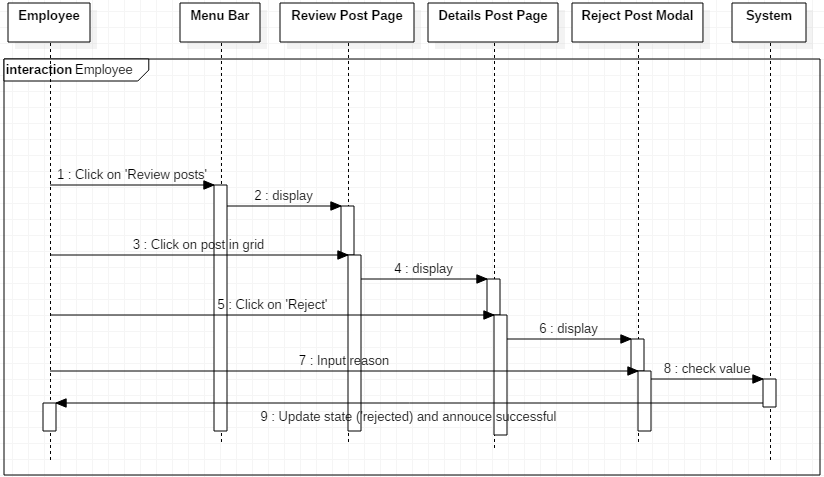 Employee
Menu Bar
Review Post Page
Details Post Page
Reject Post Modal
System
interaction Employee
1 : Click on 'Review posts'
2 : display
3 : Click on post in grid
4 : display
5 : Click on 'Reject'
6 : display
7 : Input reason
8 : check value
9 : Update state ('rejected) and annouce successful